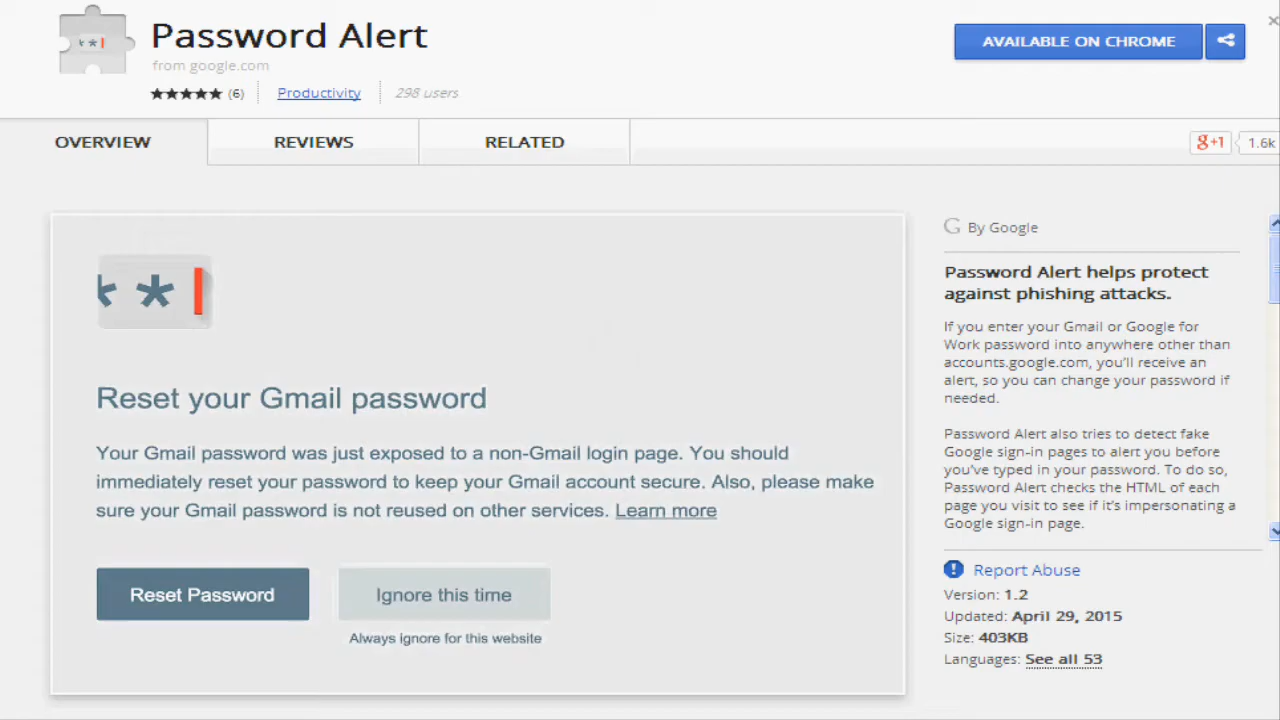 Password Alert
from google.com
★★★★★ (6) Productivity 298 users
AVAILABLE ON CHROME
OVERVIEW REVIEWS RELATED
g+1 1.6k
Reset your Gmail password
Your Gmail password was just exposed to a non-Gmail login page. You should
immediately reset your password to keep your Gmail account secure. Also, please make
sure your Gmail password is not reused on other services. Learn more
Reset Password Ignore this time
Always ignore for this website
G By Google
Password Alert helps protect
against phishing attacks.
If you enter your Gmail or Google for
Work password into anywhere other than
accounts.google.com, you’ll receive an
alert, so you can change your password if
needed.
Password Alert also tries to detect fake
Google sign-in pages to alert you before
you’ve typed in your password. To do so,
Password Alert checks the HTML of each
page you visit to see if it’s impersonating a
Google sign-in page.
Report Abuse
Version: 1.2
Updated: April 29, 2015
Size: 403KB
Languages: See all 53